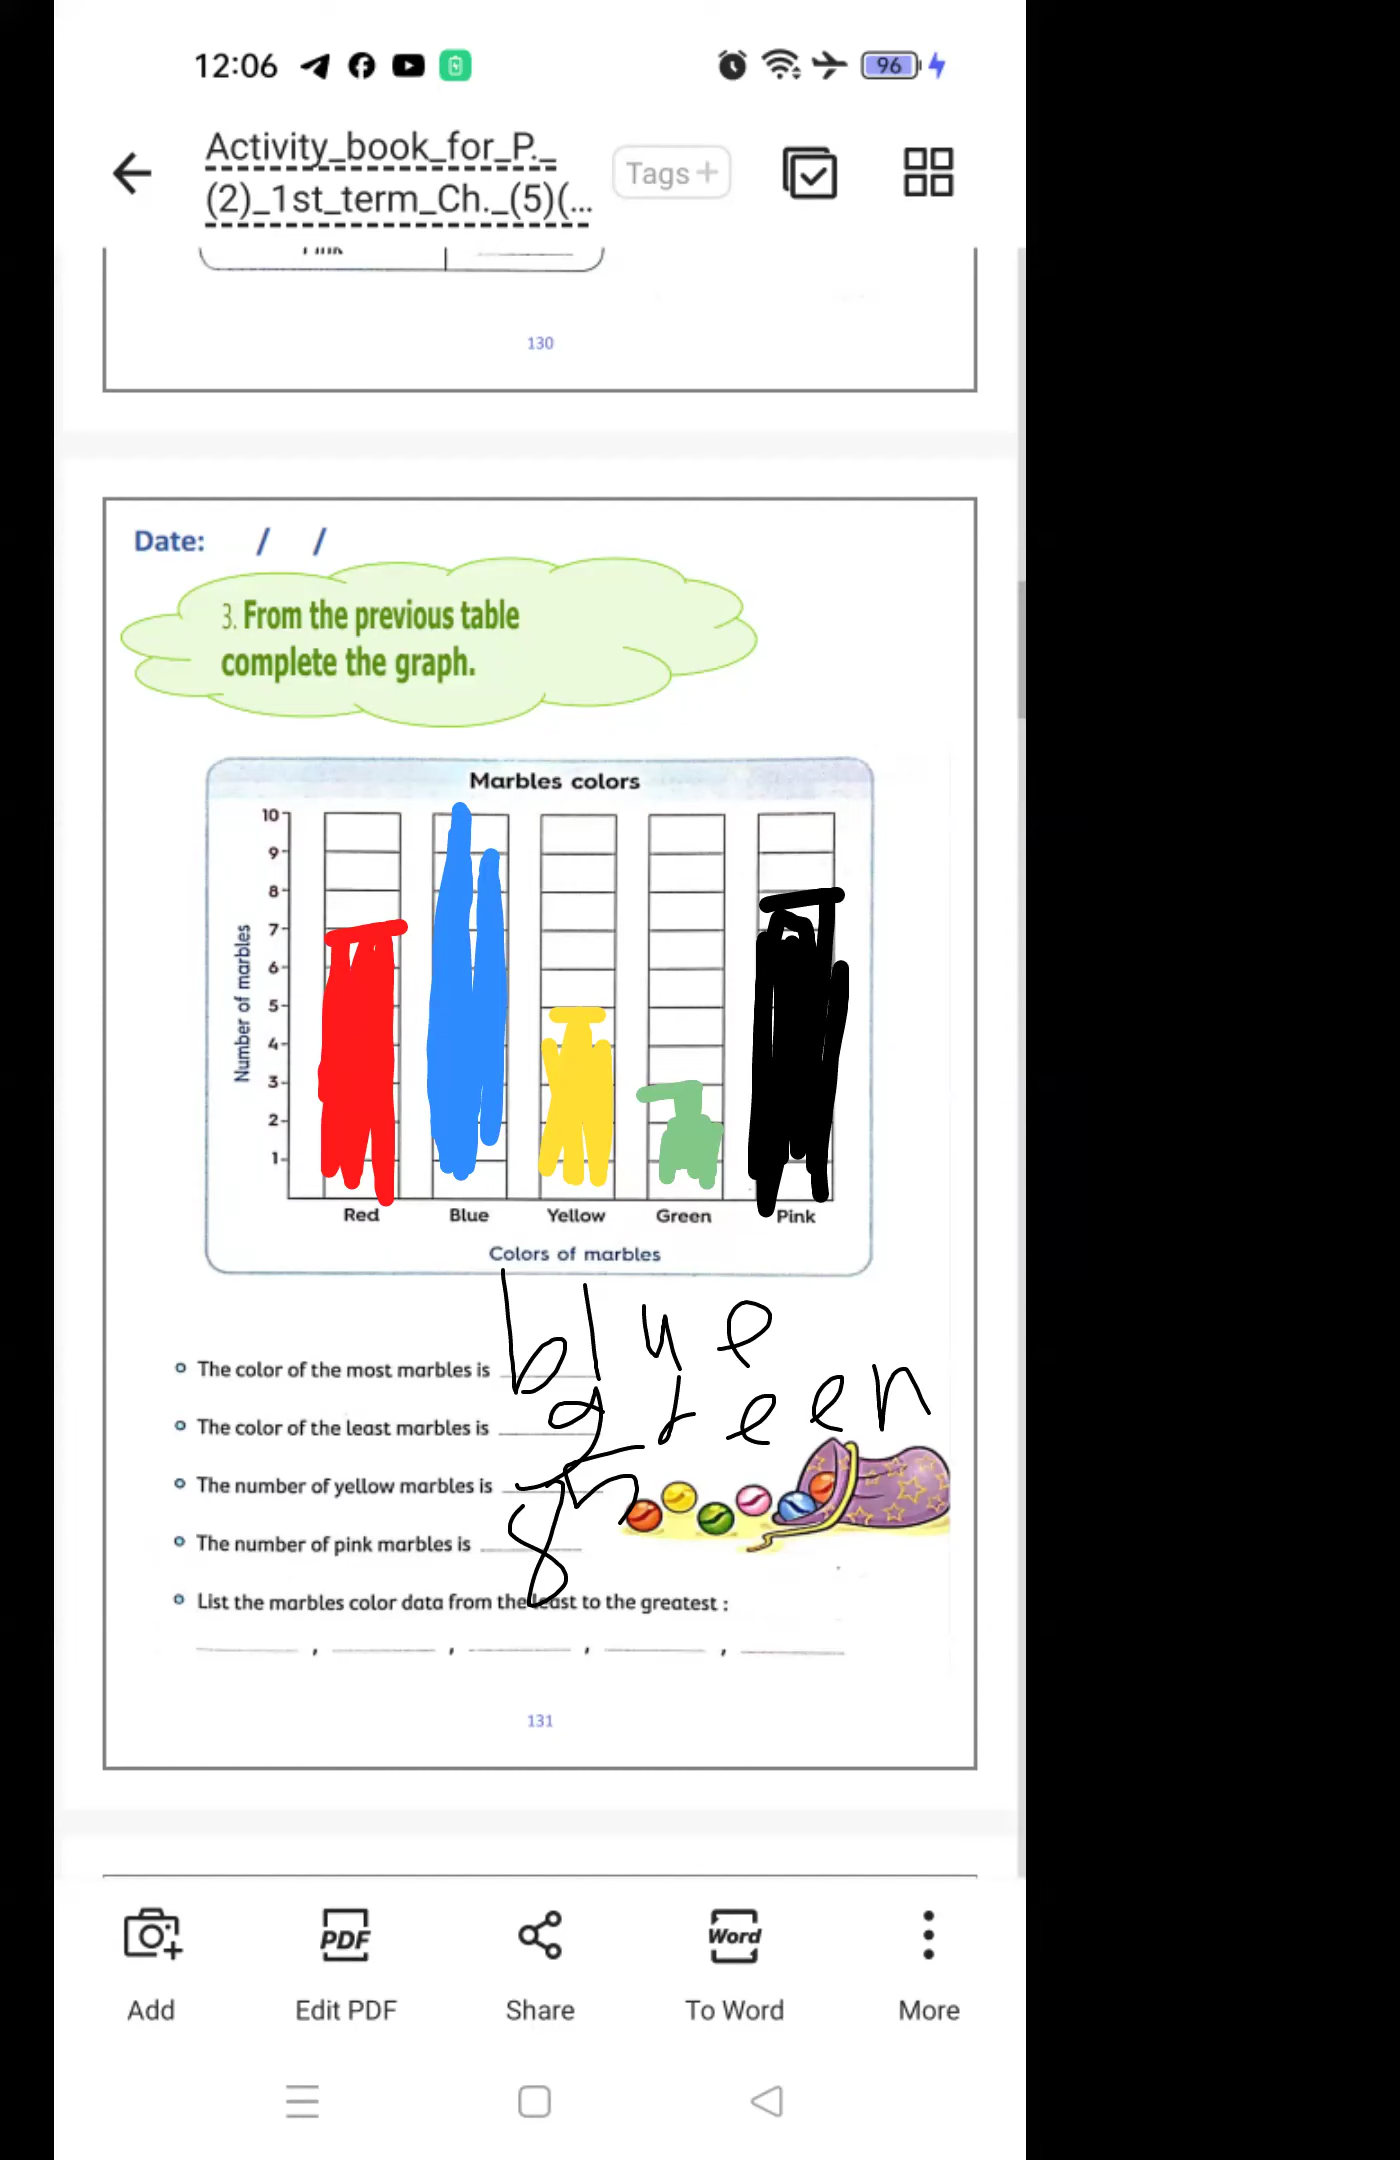 12:06
96
Activity_book_for_P._
(2)_1st_term_Ch._(5)(...
Tags +
Pink
130
Date: / /
3. From the previous table
complete the graph.
Marbles colors
10
9
8
7
6
5
4
3
2
1
Number of marbles
Red Blue Yellow Green Pink
Colors of marbles
The color of the most marbles is blue
The color of the least marbles is green
The number of yellow marbles is 5
The number of pink marbles is 8
List the marbles color data from the least to the greatest :
, , , ,
131
PDF Word
Add Edit PDF Share To Word More